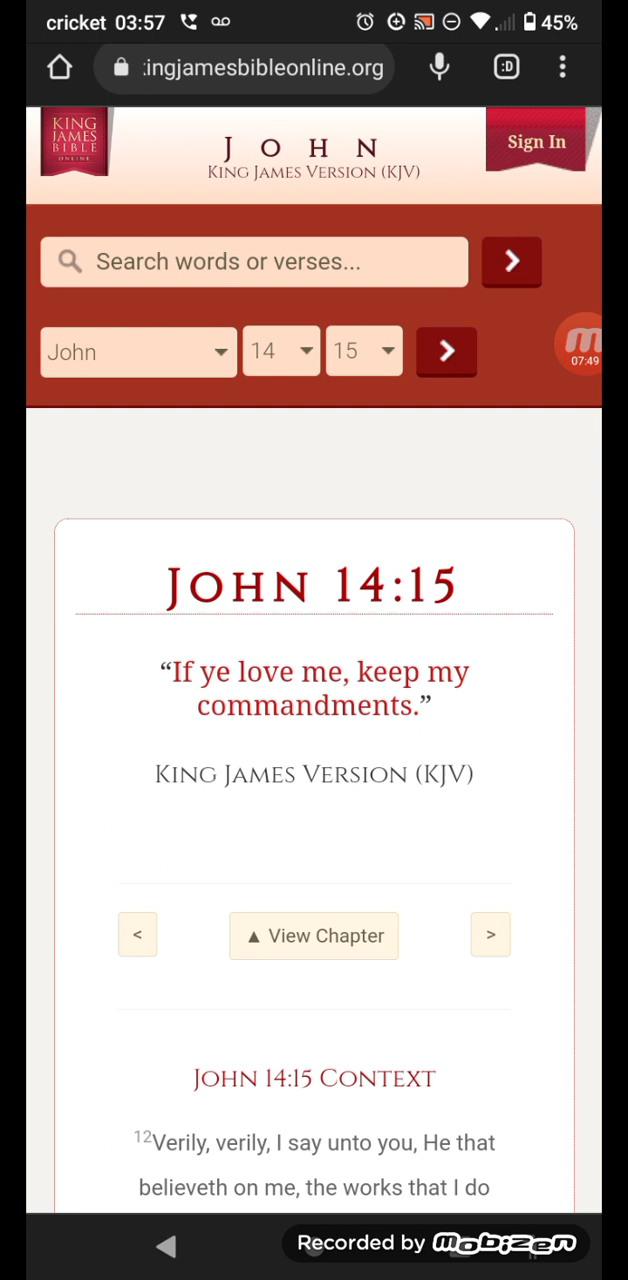 cricket 03:57 45%
:ingjamesbibleonline.org :D
KING
JAMES
BIBLE
ONLINE
JOHN
KING JAMES VERSION (KJV)
Sign In
Search words or verses...
John 14 15
07:49
JOHN 14:15
“If ye love me, keep my
commandments.”
KING JAMES VERSION (KJV)
< ▲ View Chapter >
JOHN 14:15 CONTEXT
12Verily, verily, I say unto you, He that
believeth on me, the works that I do
Recorded by mobizen